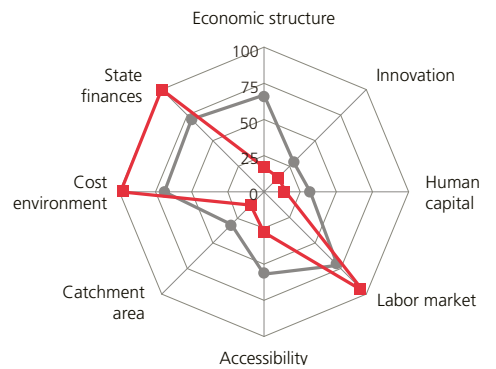 Economic structure
100
State
finances
Innovation
75
50
25
Cost
environment
0
Human
capital
Catchment
area
Labor market
Accessibility